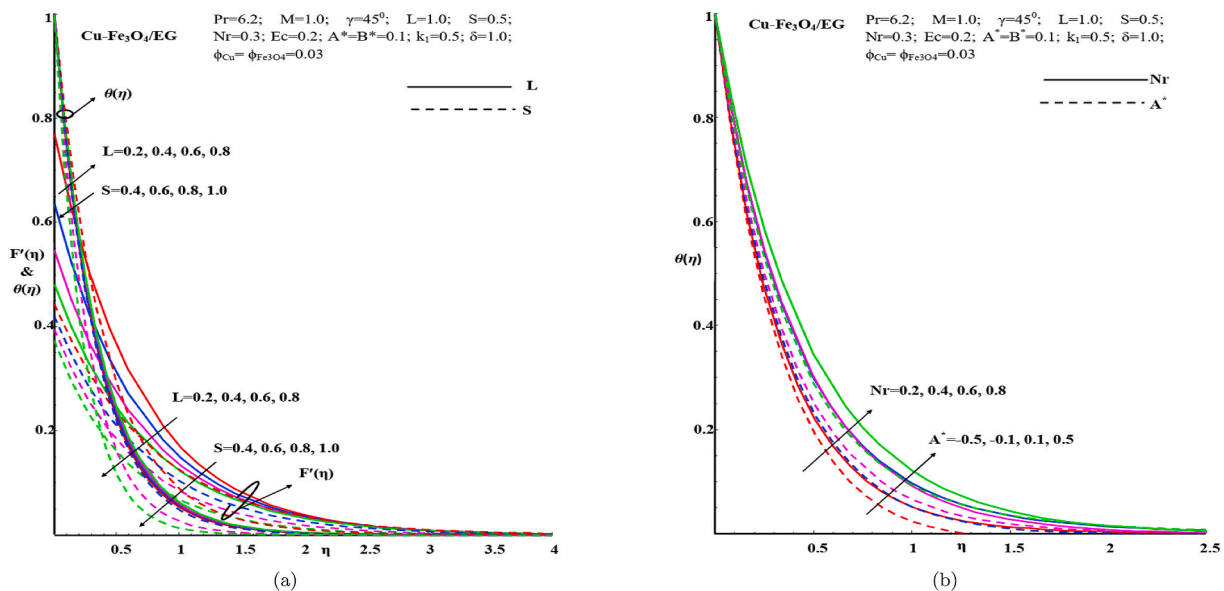 Pr=6.2; M=1.0; γ=45⁰; L=1.0; S=0.5;
Cu-Fe₃O₄/EG
Nr=0.3; Ec=0.2; A*=B*=0.1; k₁=0.5; δ=1.0;
ϕCu= ϕFe3O4=0.03
L
S
θ(η)
L=0.2, 0.4, 0.6, 0.8
S=0.4, 0.6, 0.8, 1.0
F′(η)
&
θ(η)
L=0.2, 0.4, 0.6, 0.8
S=0.4, 0.6, 0.8, 1.0
F′(η)
1
0.8
0.6
0.4
0.2
0.5
1
1.5
2
2.5
3
3.5
4
η
(a)
Pr=6.2; M=1.0; γ=45⁰; L=1.0; S=0.5;
Cu-Fe₃O₄/EG
Nr=0.3; Ec=0.2; A*=B*=0.1; k₁=0.5; δ=1.0;
ϕCu= ϕFe3O4=0.03
Nr
A*
θ(η)
Nr=0.2, 0.4, 0.6, 0.8
A*=-0.5, -0.1, 0.1, 0.5
1
0.8
0.6
0.4
0.2
0.5
1
η
1.5
2
2.5
(b)